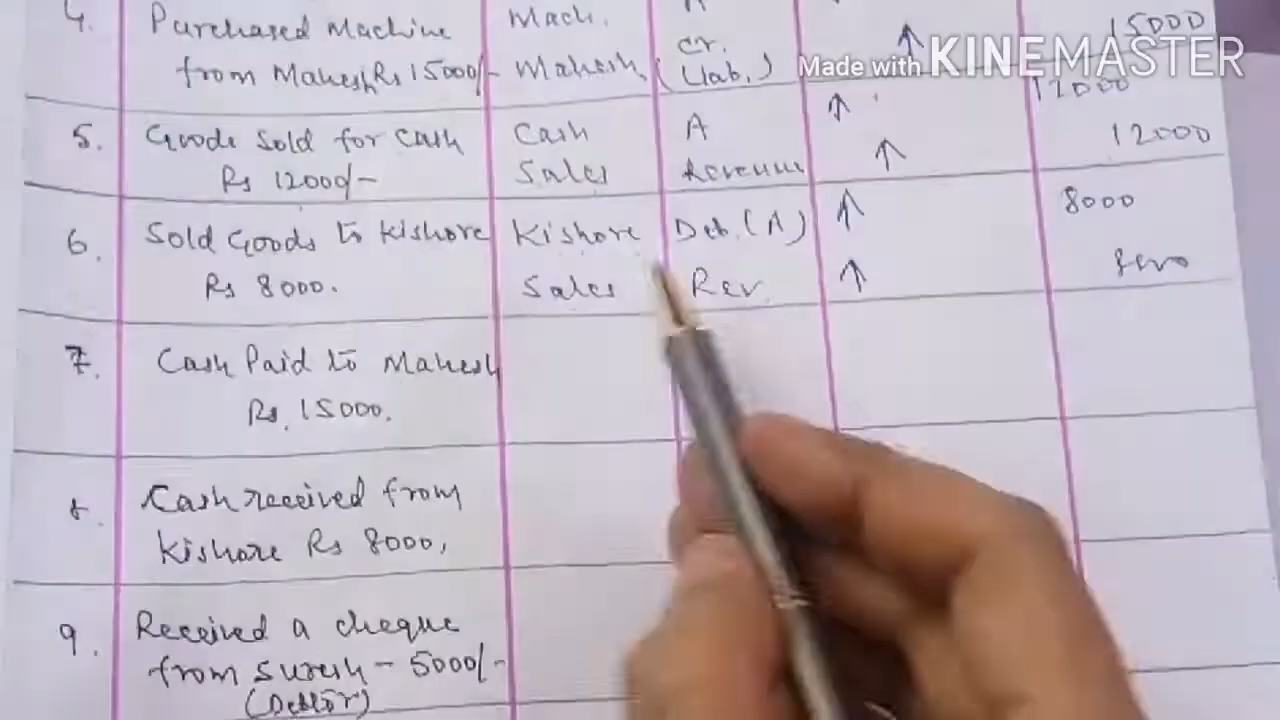 4. Purchased Machine Mach. A
from Mahesh Rs 15000/- Mahesh. Cr. (Liab.) ↑ 15000
Made with KINEMASTER
5. Goods sold for cash Cash A ↑ 12000
Rs 12000/- Sales Revenue ↑ 12000
6. Sold Goods to Kishore Kishore Deb. (A) ↑ 8000
Rs 8000. Sales Rev. ↑
7. Cash Paid to Mahesh
Rs. 15000.
8. Cash received from
Kishore Rs 8000,
9. Received a cheque
from Suresh - 5000/-
(Debtor)